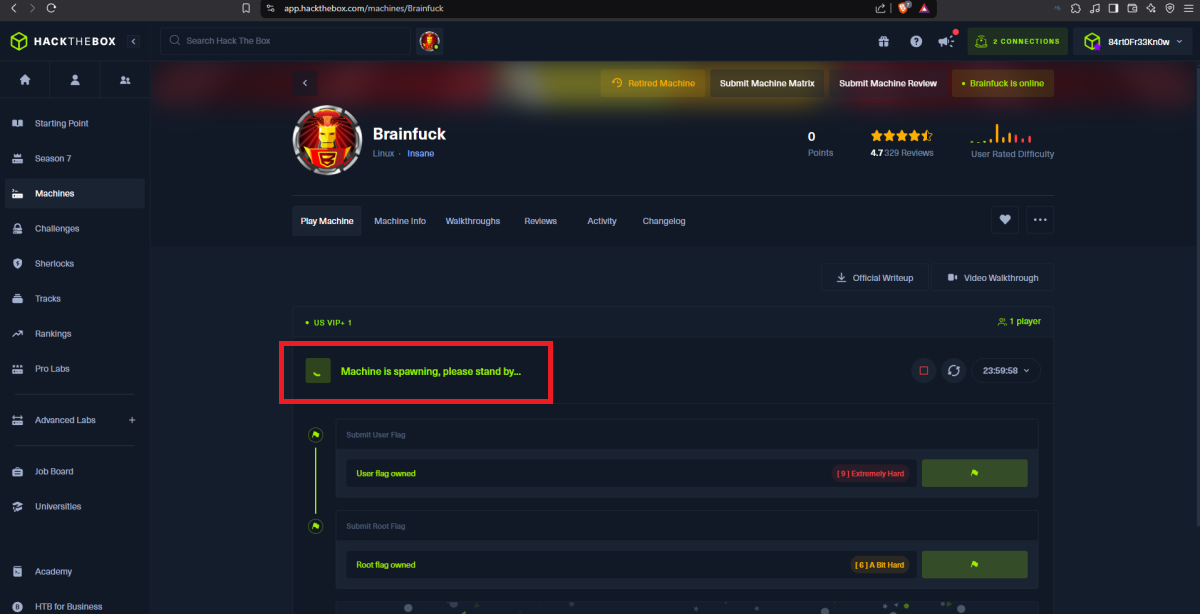 app.hackthebox.com/machines/Brainfuck
HACKTHEBOX
Search Hack The Box
2 CONNECTIONS
84rt0Fr33Kn0w
Starting Point
Season 7
Machines
Challenges
Sherlocks
Tracks
Rankings
Pro Labs
Advanced Labs +
Job Board
Universities
Academy
HTB for Business
Retired Machine
Submit Machine Matrix
Submit Machine Review
Brainfuck is online
Brainfuck
Linux · Insane
0
Points
4.7 329 Reviews
User Rated Difficulty
Play Machine
Machine Info
Walkthroughs
Reviews
Activity
Changelog
Official Writeup
Video Walkthrough
US VIP+ 1
1 player
Machine is spawning, please stand by...
23:59:58
Submit User Flag
User flag owned
[ 9 ] Extremely Hard
Submit Root Flag
Root flag owned
[ 6 ] A Bit Hard